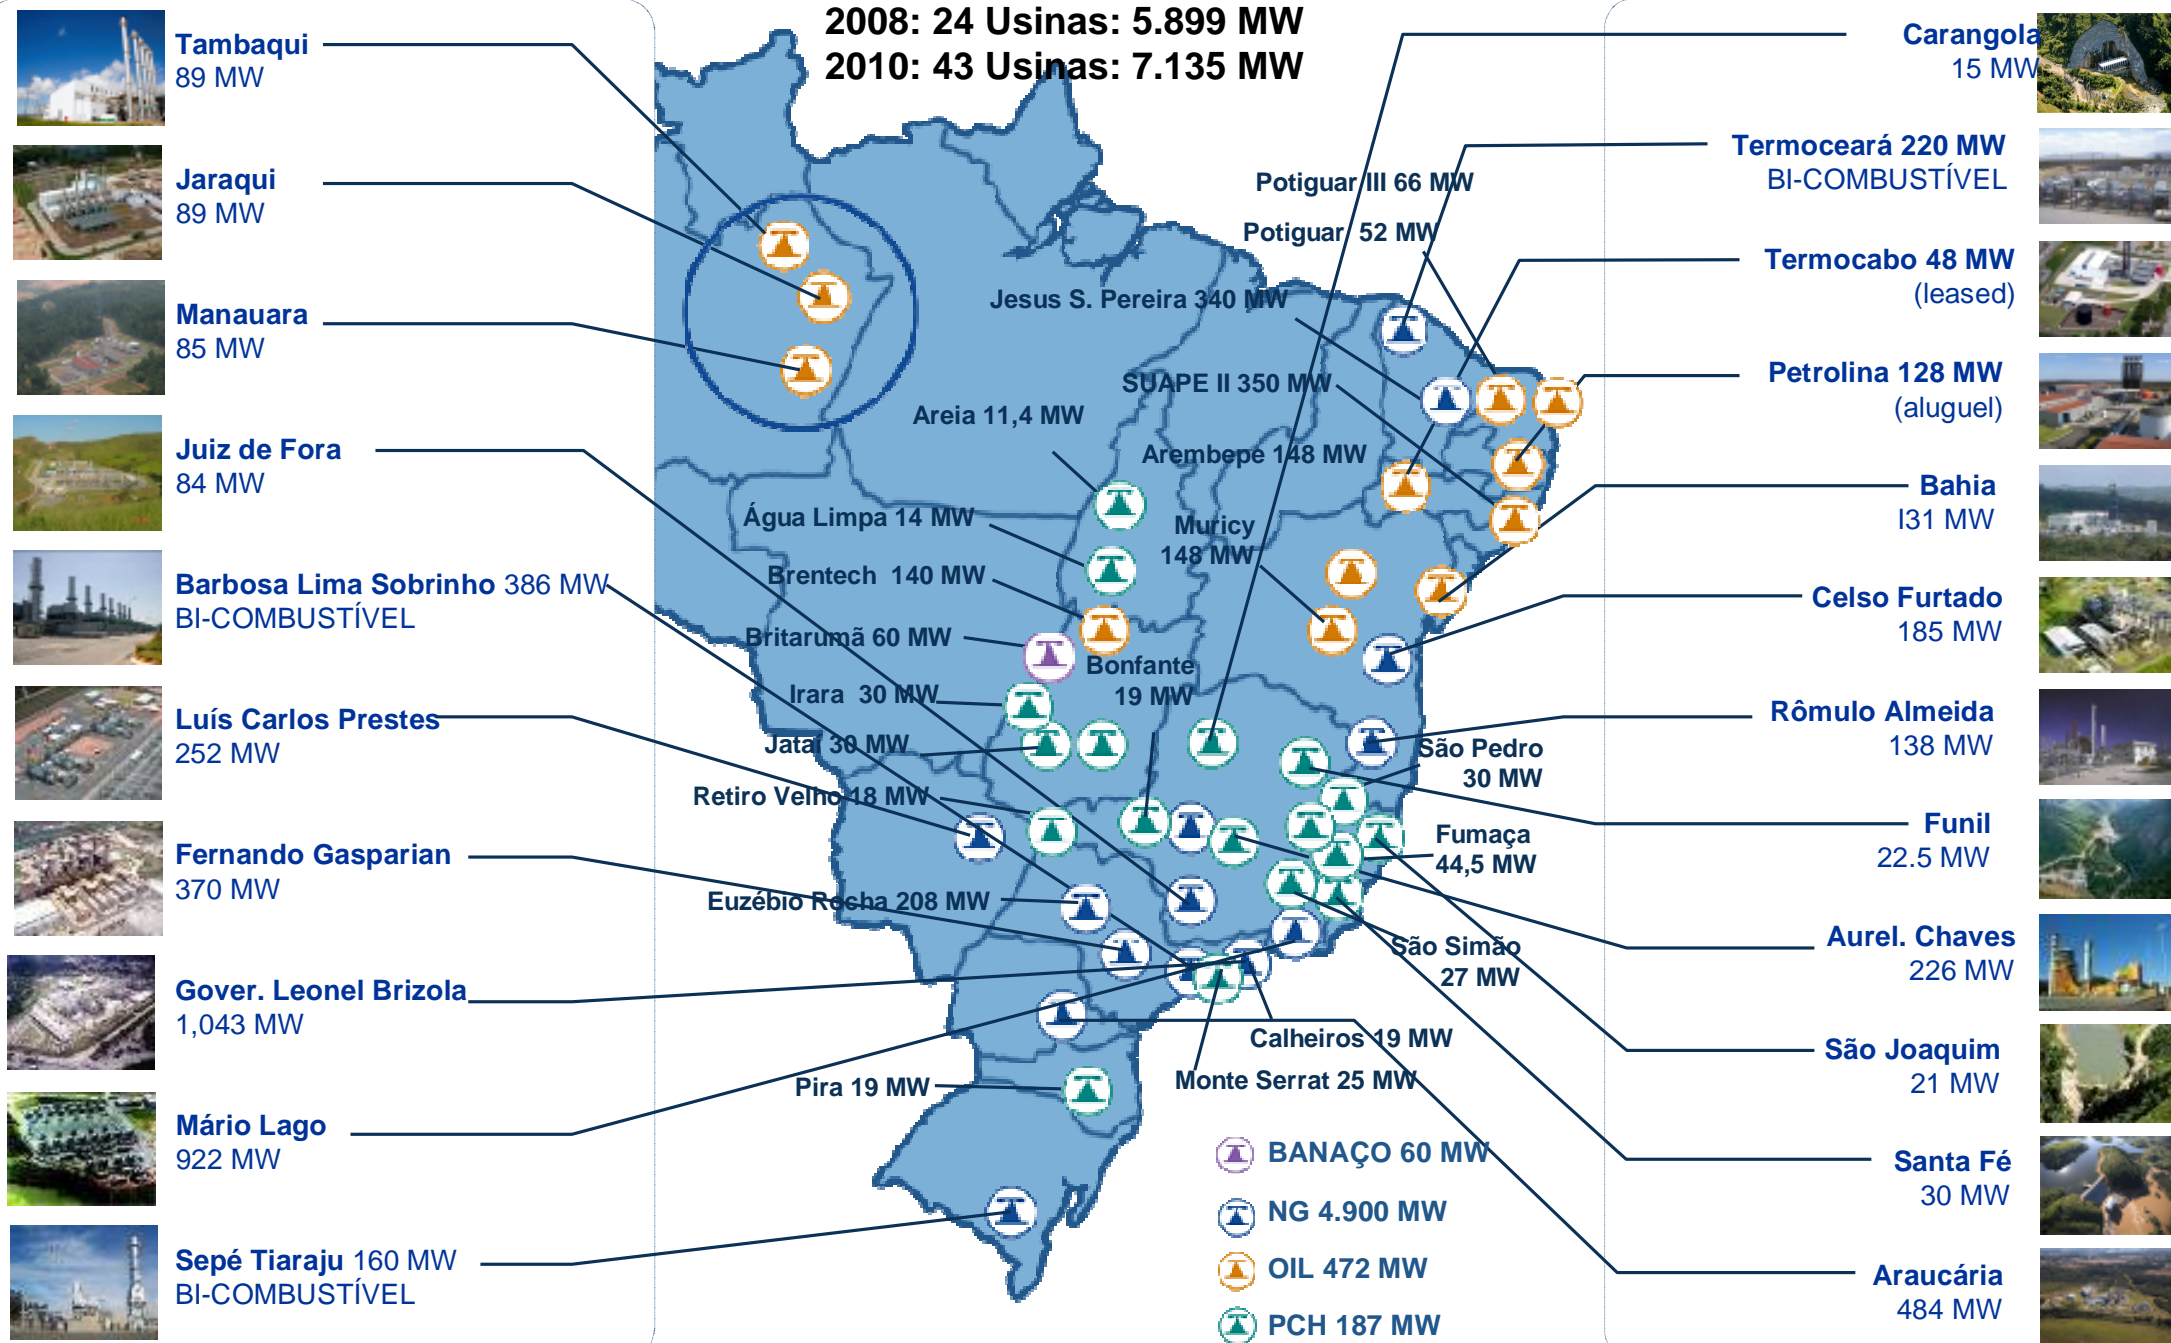 2008: 24 Usinas: 5.899 MW
2010: 43 Usinas: 7.135 MW
Tambaqui
89 MW
Jaraqui
89 MW
Manauara
85 MW
Juiz de Fora
84 MW
Barbosa Lima Sobrinho 386 MW
BI-COMBUSTÍVEL
Luís Carlos Prestes
252 MW
Fernando Gasparian
370 MW
Gover. Leonel Brizola
1,043 MW
Mário Lago
922 MW
Sepé Tiaraju 160 MW
BI-COMBUSTÍVEL
Potiguar III 66 MW
Potiguar 52 MW
Jesus S. Pereira 340 MW
SUAPE II 350 MW
Areia 11,4 MW
Arembepe 148 MW
Água Limpa 14 MW
Muricy
148 MW
Brentech 140 MW
Britarumã 60 MW
Bonfante
19 MW
Irara 30 MW
Jataí 30 MW
São Pedro
30 MW
Retiro Velho 18 MW
Fumaça
44,5 MW
Euzébio Rocha 208 MW
São Simão
27 MW
Calheiros 19 MW
Monte Serrat 25 MW
Pira 19 MW
BANAÇO 60 MW
NG 4.900 MW
OIL 472 MW
PCH 187 MW
Carangola
15 MW
Termoceará 220 MW
BI-COMBUSTÍVEL
Termocabo 48 MW
(leased)
Petrolina 128 MW
(aluguel)
Bahia
I31 MW
Celso Furtado
185 MW
Rômulo Almeida
138 MW
Funil
22.5 MW
Aurel. Chaves
226 MW
São Joaquim
21 MW
Santa Fé
30 MW
Araucária
484 MW